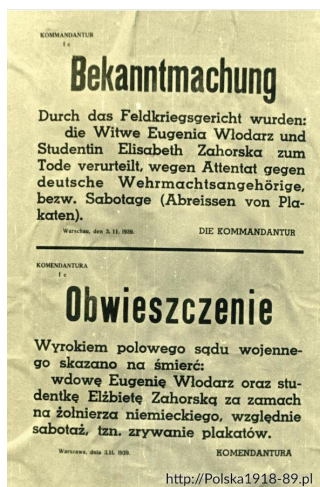 KOMMANDANTUR
I c
Bekanntmachung
Durch das Feldkriegsgericht wurden:
die Witwe Eugenia Włodarz und
Studentin Elisabeth Zahorska zum
Tode verurteilt, wegen Attentat gegen
deutsche Wehrmachtsangehörige,
bezw. Sabotage (Abreissen von Pla-
katen).
Warschau, den 3. 11. 1939. DIE KOMMANDANTUR
KOMENDANTURA
I c
Obwieszczenie
Wyrokiem polowego sądu wojenne-
go skazano na śmierć:
wdowę Eugenię Włodarz oraz stu-
dentkę Elżbietę Zahorską za zamach
na żołnierza niemieckiego, względnie
sabotaż, tzn. zrywanie plakatów.
Warszawa, dnia 3.11. 1939. KOMENDANTURA
http://Polska1918-89.pl